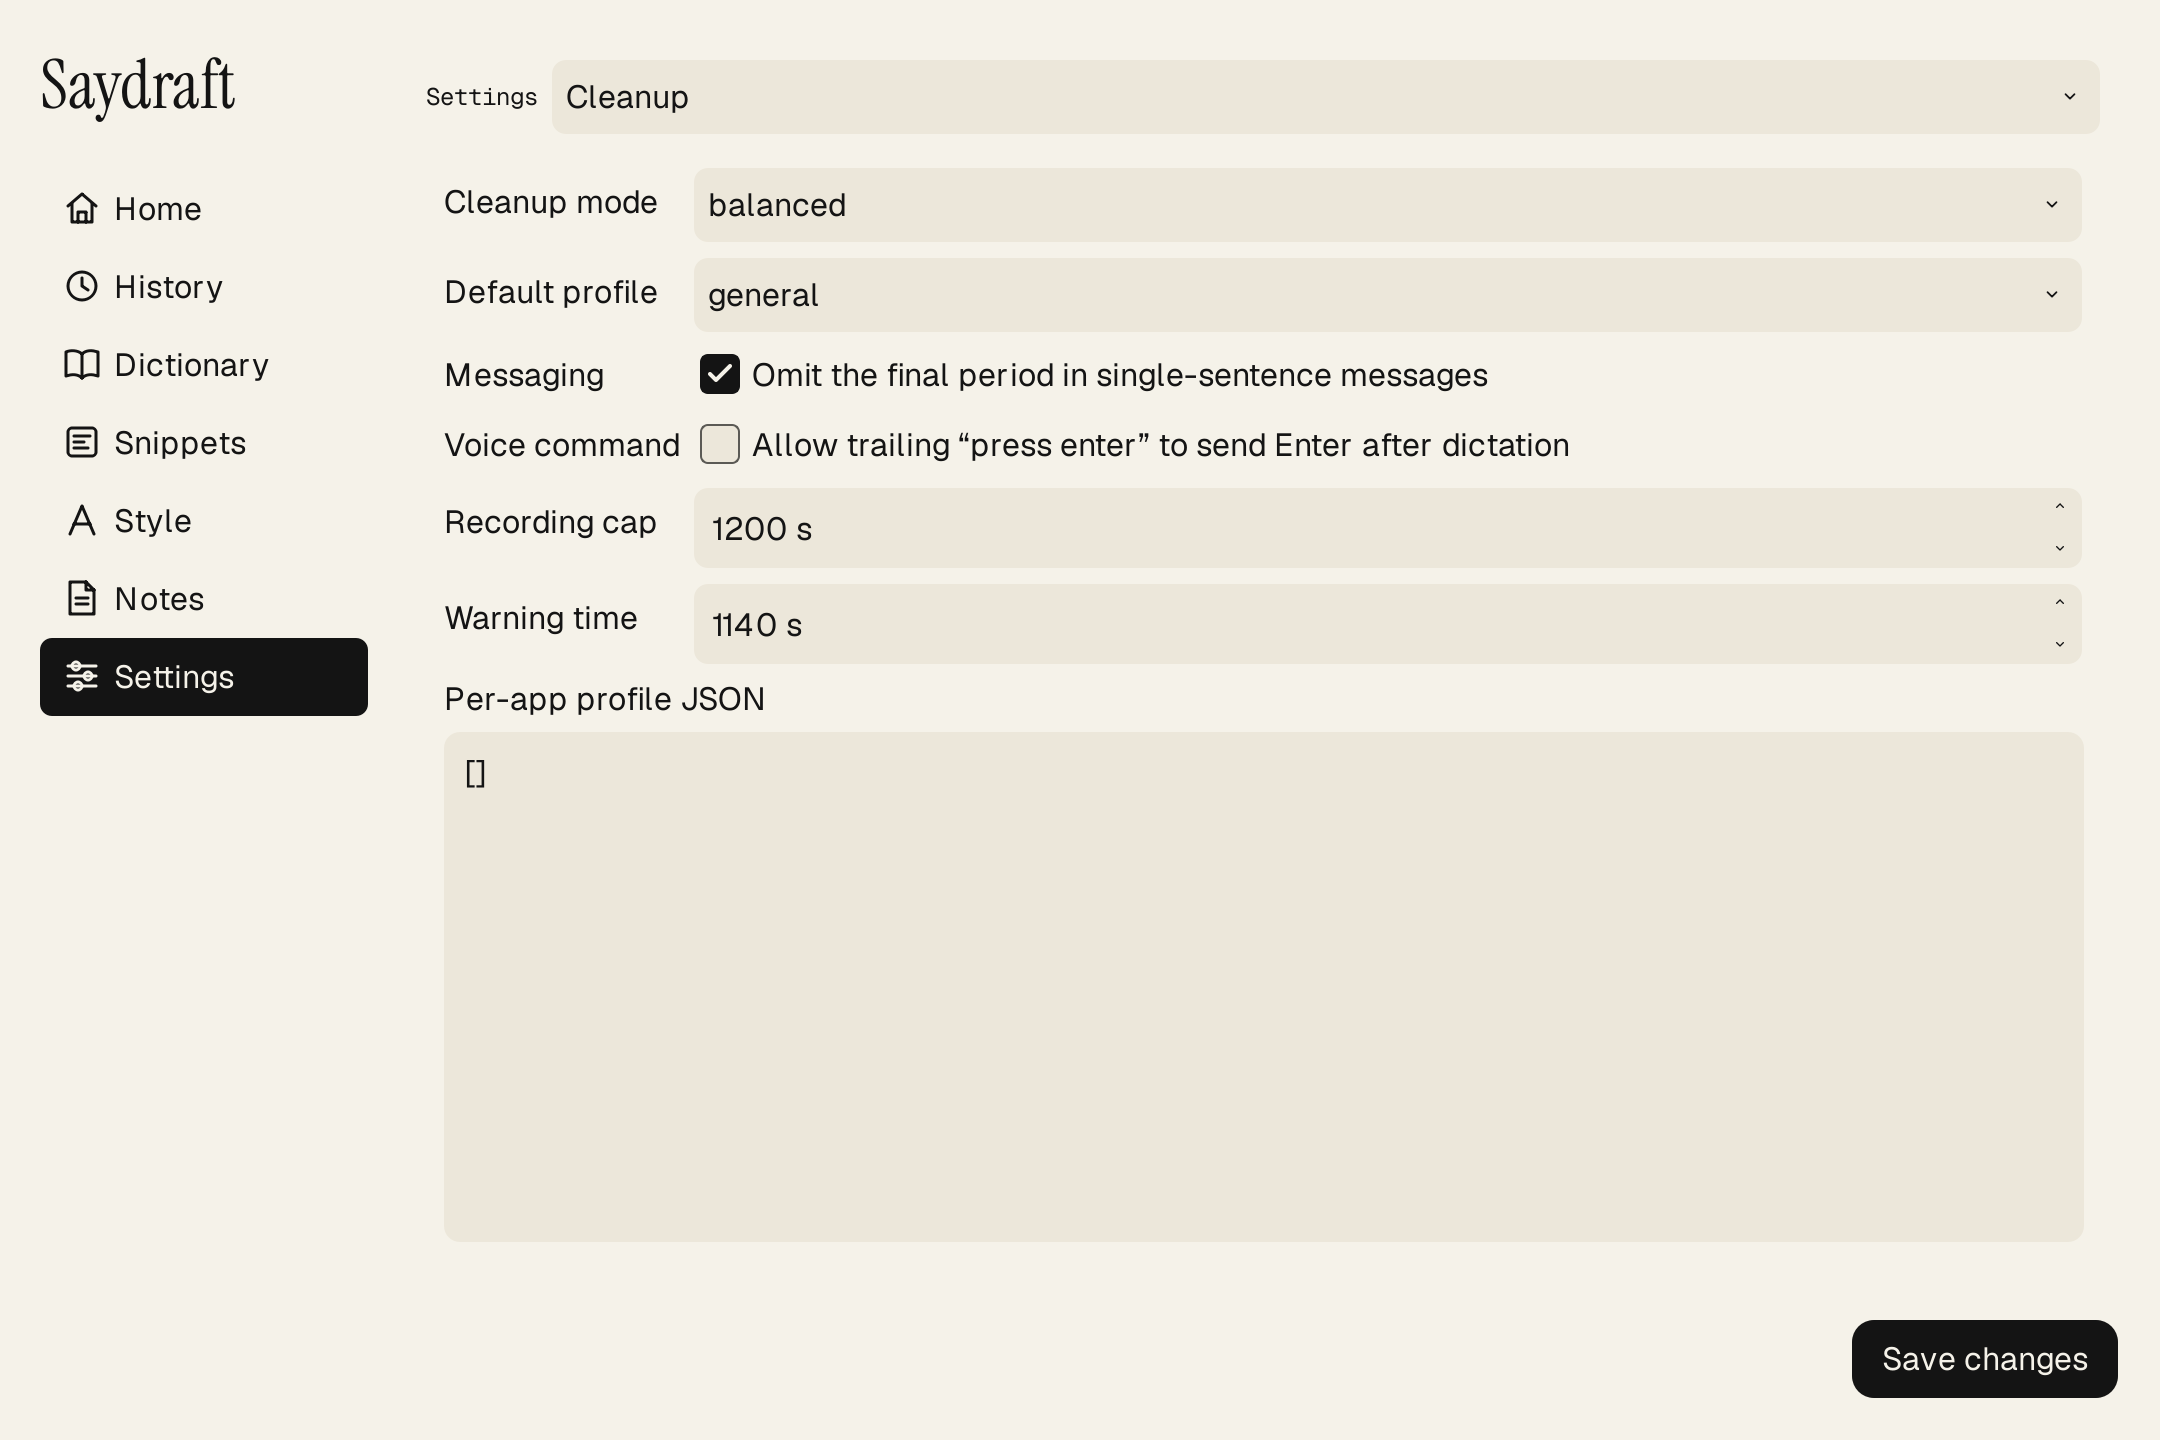 Saydraft
Home
History
Dictionary
Snippets
Style
Notes
Settings
Settings Cleanup
Cleanup mode balanced
Default profile general
Messaging Omit the final period in single-sentence messages
Voice command Allow trailing “press enter” to send Enter after dictation
Recording cap 1200 s
Warning time 1140 s
Per-app profile JSON
[]
Save changes